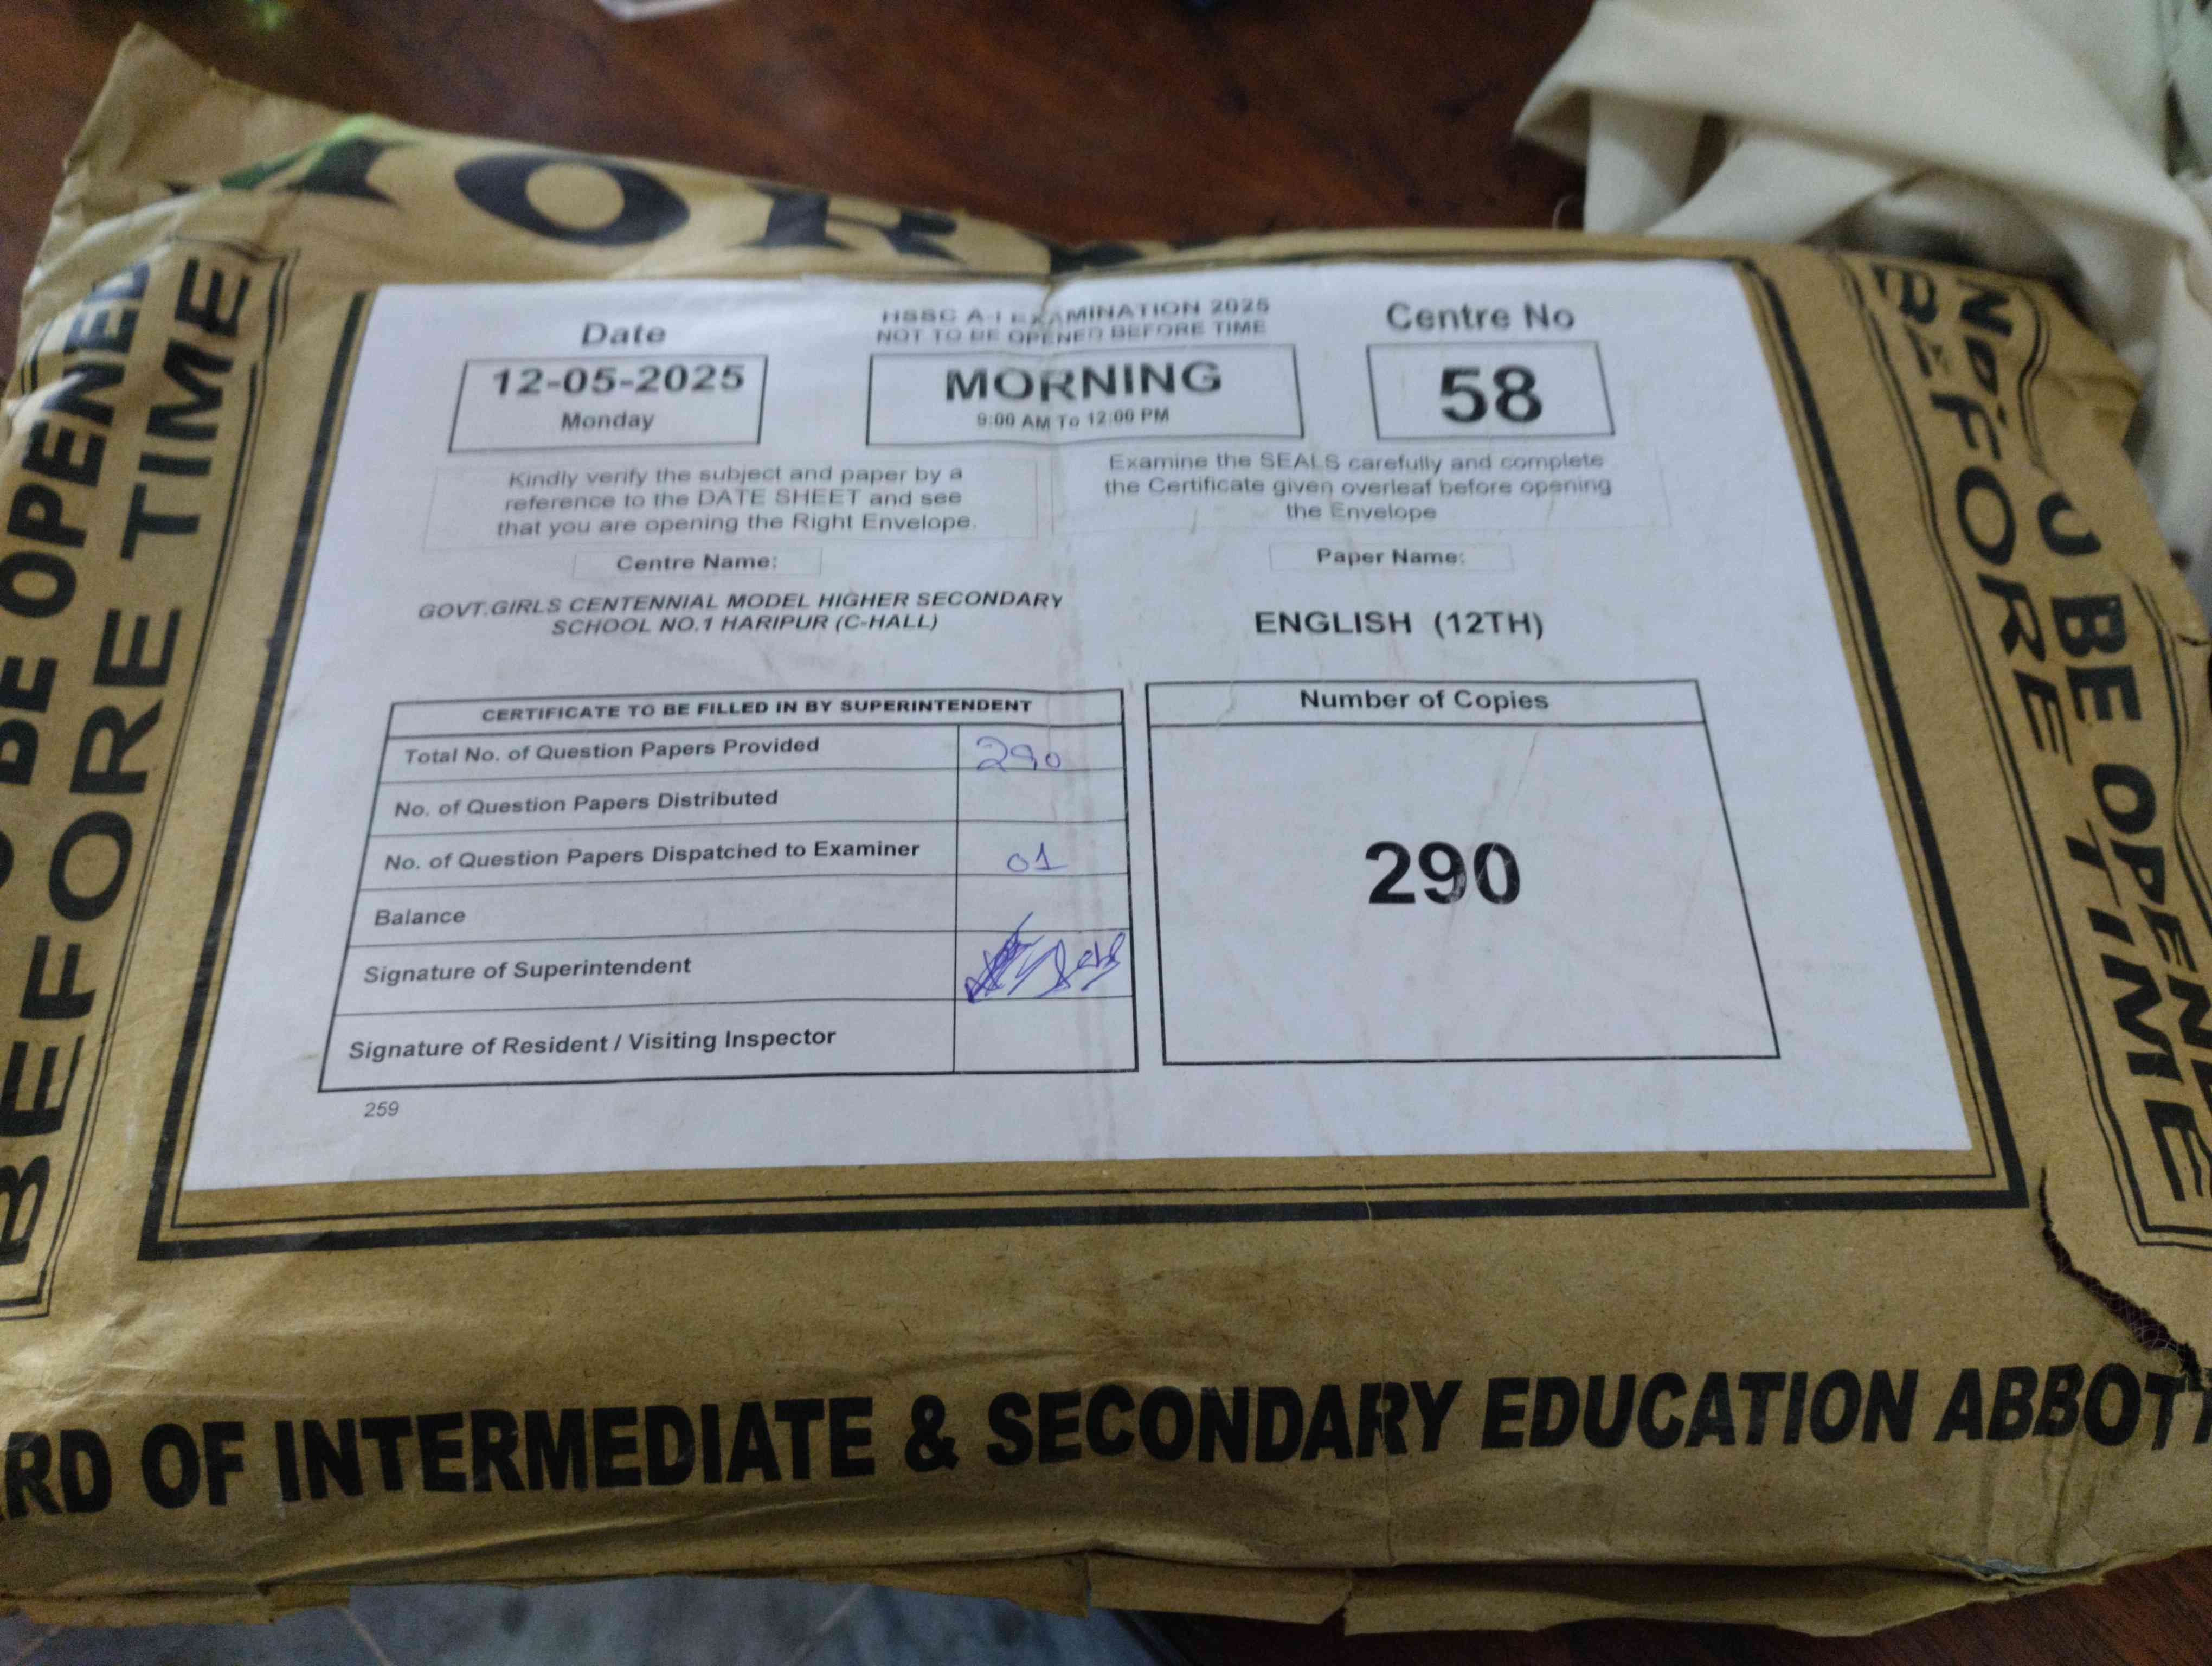 Date
12-05-2025
Monday
HSSC A-I EXAMINATION 2025
NOT TO BE OPENED BEFORE TIME
MORNING
9:00 AM To 12:00 PM
Centre No
58
Kindly verify the subject and paper by a
reference to the DATE SHEET and see
that you are opening the Right Envelope.
Examine the SEALS carefully and complete
the Certificate given overleaf before opening
the Envelope
Centre Name:
GOVT.GIRLS CENTENNIAL MODEL HIGHER SECONDARY
SCHOOL NO.1 HARIPUR (C-HALL)
Paper Name:
ENGLISH (12TH)
CERTIFICATE TO BE FILLED IN BY SUPERINTENDENT
Total No. of Question Papers Provided 290
No. of Question Papers Distributed
No. of Question Papers Dispatched to Examiner 01
Balance
Signature of Superintendent
Signature of Resident / Visiting Inspector
Number of Copies
290
259
BE OPENED
BEFORE TIME
BE OPENE
BEFORE TIME
RD OF INTERMEDIATE & SECONDARY EDUCATION ABBOT